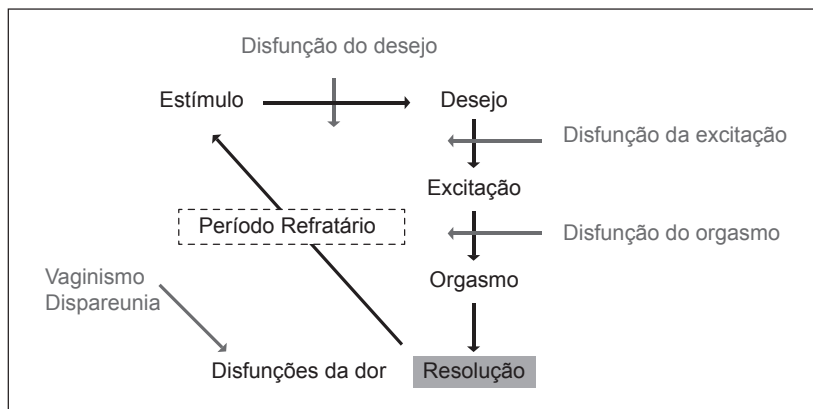 Disfunção do desejo
Estímulo
Desejo
Disfunção da excitação
Excitação
Período Refratário
Disfunção do orgasmo
Vaginismo
Dispareunia
Orgasmo
Disfunções da dor
Resolução